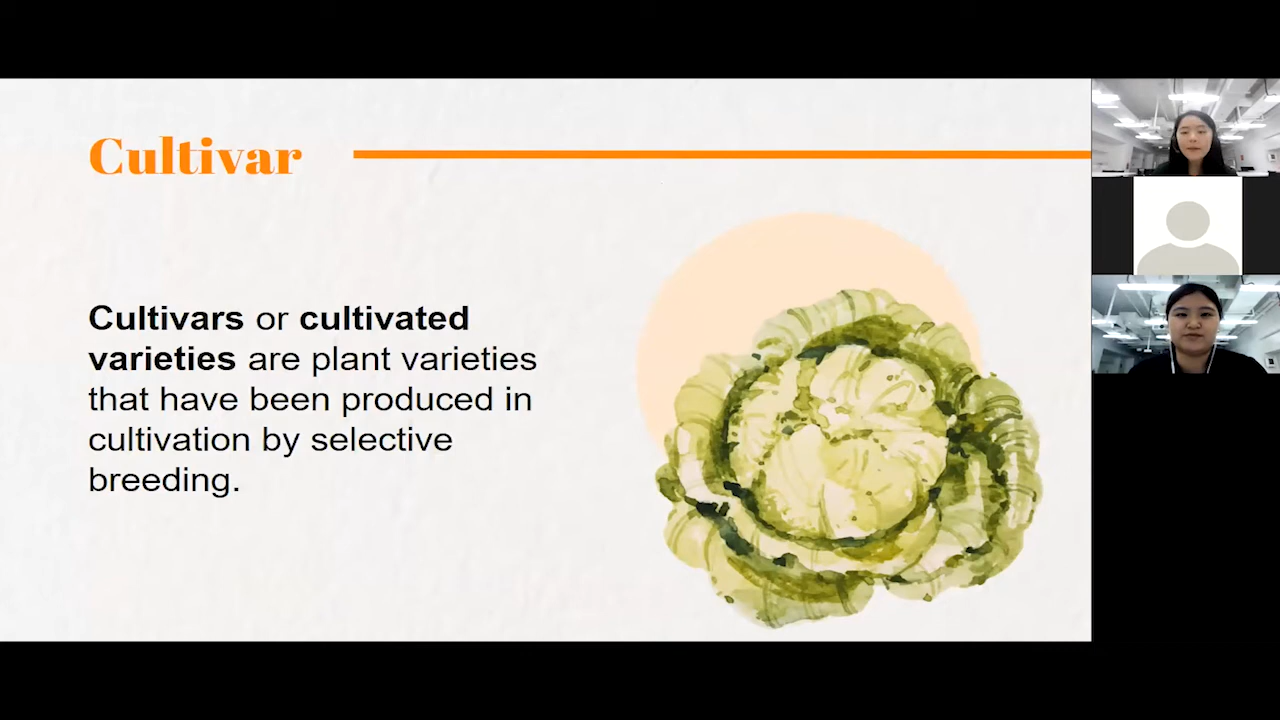 Cultivar
Cultivars or cultivated
varieties are plant varieties
that have been produced in
cultivation by selective
breeding.